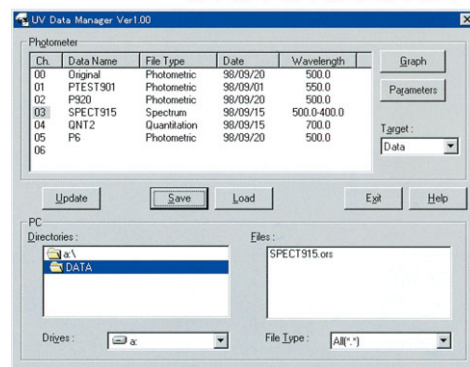 UV Data Manager Ver1.00
Photometer
Ch. Data Name File Type Date Wavelength
00 Original Photometric 98/09/20 500.0
01 PTEST901 Photometric 98/09/01 550.0
02 P920 Photometric 98/09/20 500.0
03 SPECT915 Spectrum 98/09/15 500.0-400.0
04 QNT2 Quantitation 98/09/15 700.0
05 P6 Photometric 98/09/20 500.0
06
Graph
Parameters
Target :
Data
Update Save Load Exit Help
PC
Directories : Files :
a:\ SPECT915.ors
DATA
Drives : a: File Type : All(*.*)